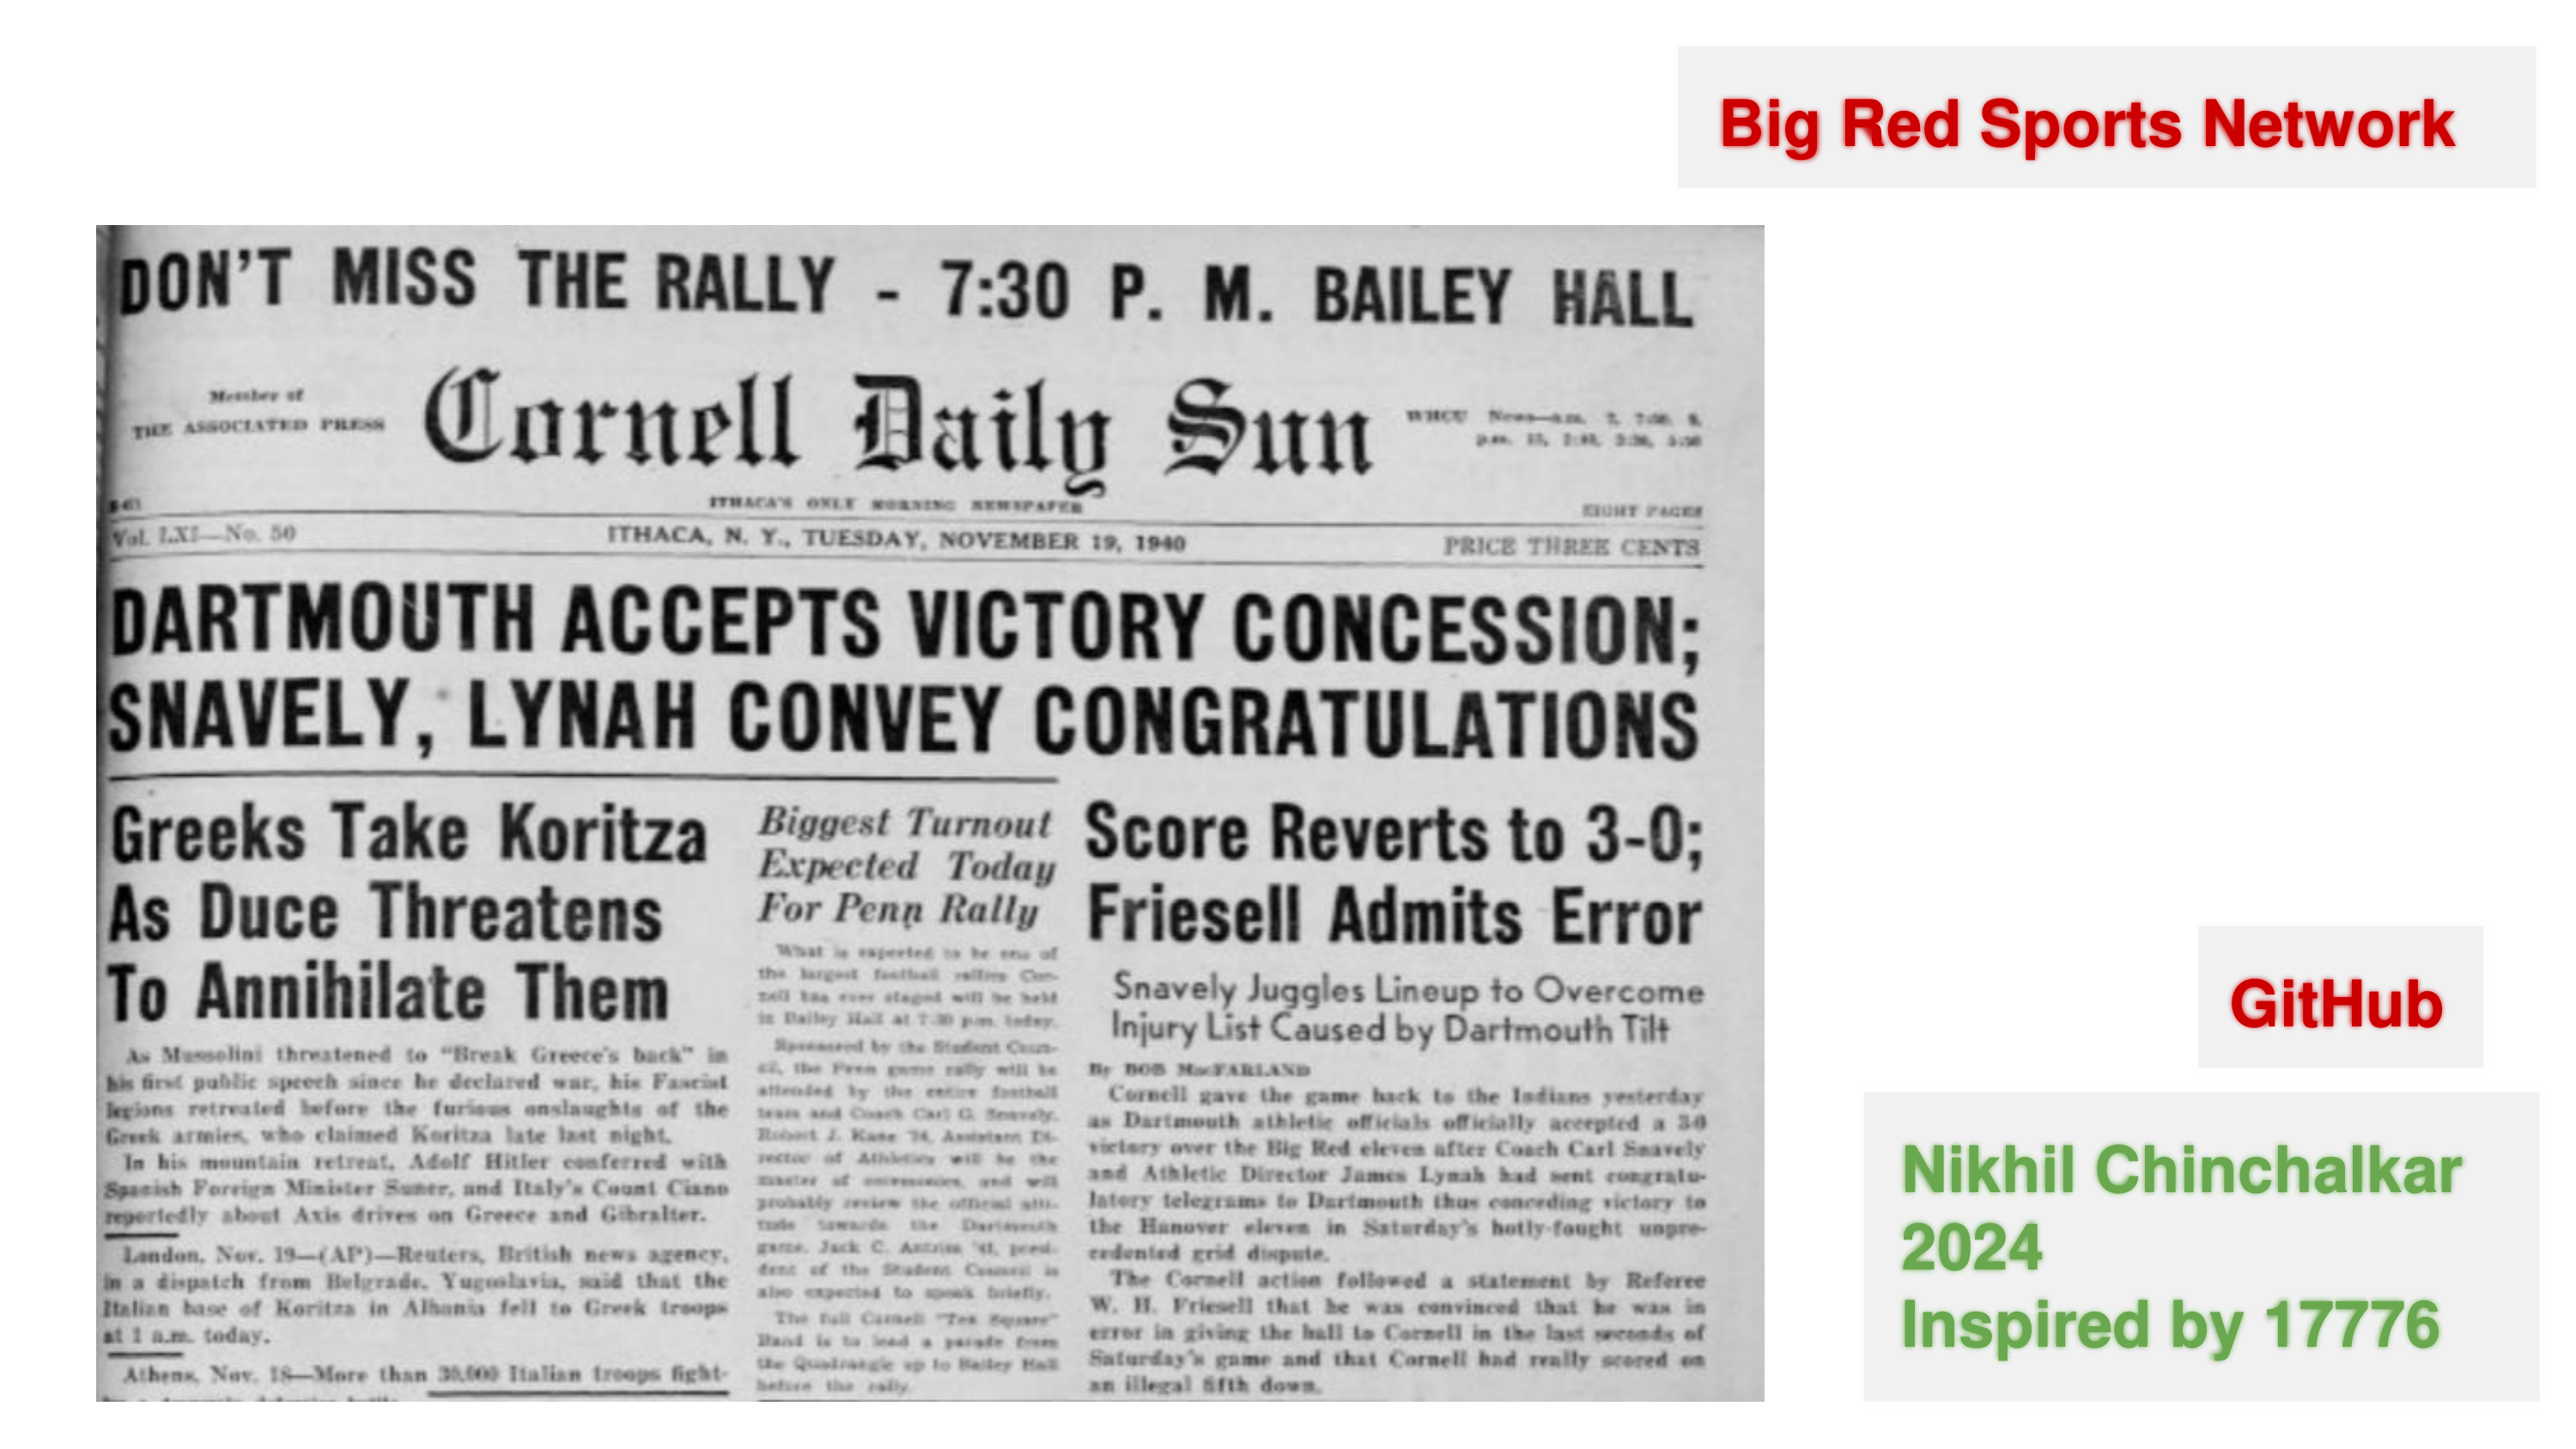 Big Red Sports Network
DON'T MISS THE RALLY - 7:30 P. M. BAILEY HALL
Member of
THE ASSOCIATED PRESS
Cornell Daily Sun
WHCU News—a.m.
ITHACA'S ONLY MORNING NEWSPAPER
EIGHT PAGES
Vol. LXI—No. 50
ITHACA, N. Y., TUESDAY, NOVEMBER 19, 1940
PRICE THREE CENTS
DARTMOUTH ACCEPTS VICTORY CONCESSION;
SNAVELY, LYNAH CONVEY CONGRATULATIONS
Greeks Take Koritza
As Duce Threatens
To Annihilate Them
As Mussolini threatened to "Break Greece's back" in
his first public speech since he declared war, his Fascist
legions retreated before the furious onslaughts of the
Greek armies, who claimed Koritza late last night.
In his mountain retreat, Adolf Hitler conferred with
Spanish Foreign Minister Suner, and Italy's Count Ciano
reportedly about Axis drives on Greece and Gibralter.
London, Nov. 19—(AP)—Reuters, British news agency,
in a dispatch from Belgrade, Yugoslavia, said that the
Italian base of Koritza in Albania fell to Greek troops
at 1 a.m. today.
Athens, Nov. 18—More than 30,000 Italian troops fight-
Biggest Turnout
Expected Today
For Penn Rally
What is expected to be one of
the largest football rallies Cor-
nell has ever staged will be held
in Bailey Hall at 7:30 p.m. today.
Sponsored by the Student Coun-
cil, the Penn game rally will be
attended by the entire football
team and Coach Carl G. Snavely.
Robert J. Kane '34, Assistant Di-
rector of Athletics will be the
master of ceremonies, and will
probably review the official atti-
tude towards the Dartmouth
game. Jack C. Antrim '41, presi-
dent of the Student Council is
also expected to speak briefly.
The full Cornell
Band is to lead a parade from
the Quadrangle up to Bailey Hall
before the rally.
Score Reverts to 3-0;
Friesell Admits Error
Snavely Juggles Lineup to Overcome
Injury List Caused by Dartmouth Tilt
By BOB MacFARLAND
Cornell gave the game back to the Indians yesterday
as Dartmouth athletic officials officially accepted a 3-0
victory over the Big Red eleven after Coach Carl Snavely
and Athletic Director James Lynah had sent congratu-
latory telegrams to Dartmouth thus conceding victory to
the Hanover eleven in Saturday's hotly-fought unpre-
cedented grid dispute.
The Cornell action followed a statement by Referee
W. H. Friesell that he was convinced that he was in
error in giving the ball to Cornell in the last seconds of
Saturday's game and that Cornell had really scored on
an illegal fifth down.
GitHub
Nikhil Chinchalkar
2024
Inspired by 17776